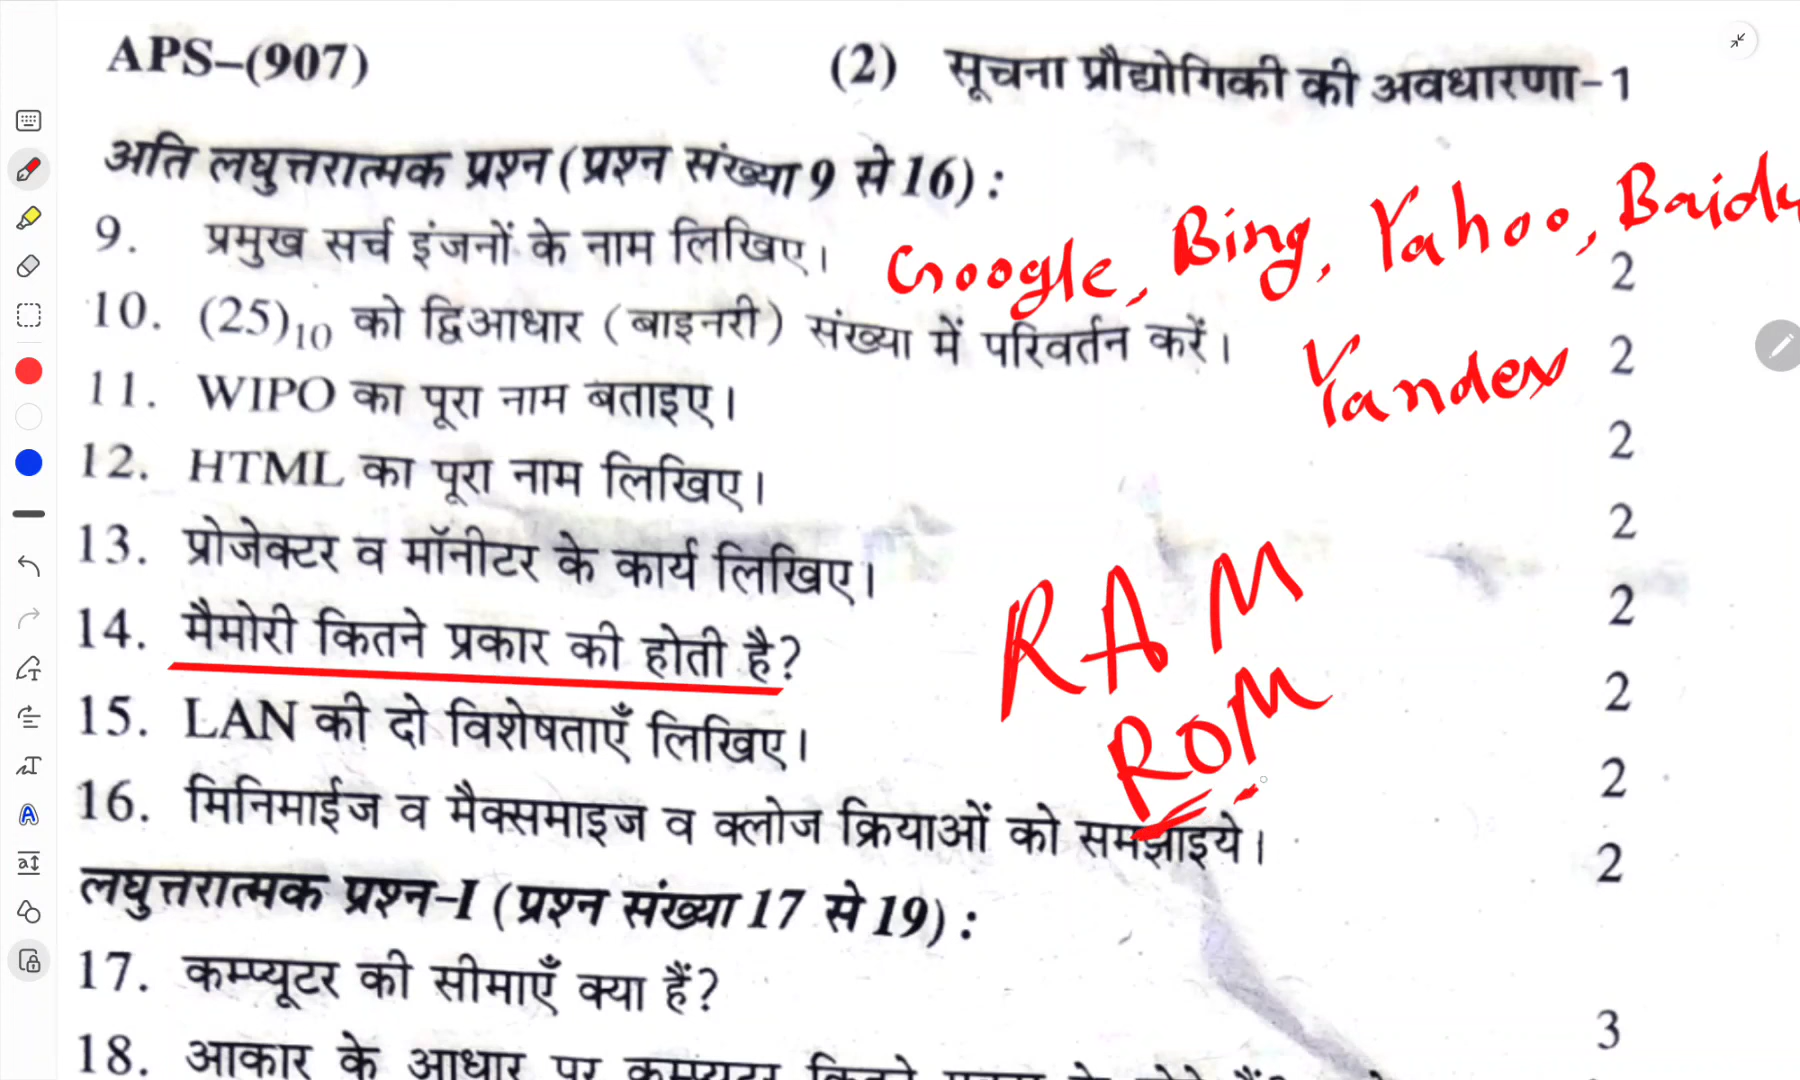 APS–(907) (2) सूचना प्रौद्योगिकी की अवधारणा–1
अति लघुत्तरात्मक प्रश्न (प्रश्न संख्या 9 से 16) :
9. प्रमुख सर्च इंजनों के नाम लिखिए। Google, Bing, Yahoo, Baidu 2
10. (25)10 को द्विआधार (बाइनरी) संख्या में परिवर्तन करें। Yandex 2
11. WIPO का पूरा नाम बताइए। 2
12. HTML का पूरा नाम लिखिए। 2
13. प्रोजेक्टर व मॉनीटर के कार्य लिखिए। 2
14. मैमोरी कितने प्रकार की होती है? RAM 2
ROM
15. LAN की दो विशेषताएँ लिखिए। 2
16. मिनिमाईज व मैक्समाइज व क्लोज क्रियाओं को समझाइये। 2
लघुत्तरात्मक प्रश्न–I (प्रश्न संख्या 17 से 19) :
17. कम्प्यूटर की सीमाएँ क्या हैं? 3
18. आकार के आधार पर कम्प्यूटर कितने